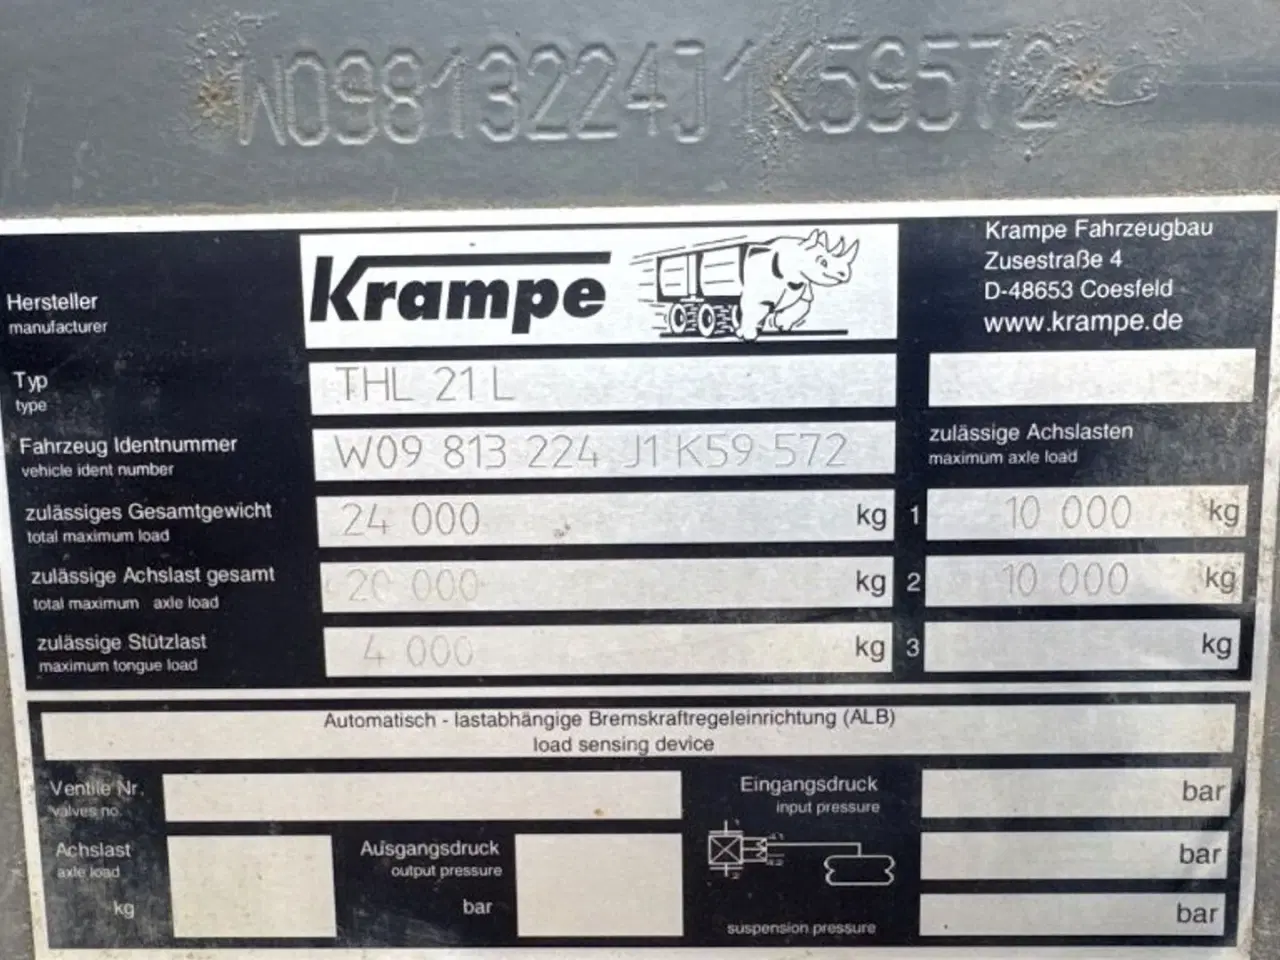 *W09813224J1K59572*
Krampe
Krampe Fahrzeugbau
Zusestraße 4
D-48653 Coesfeld
www.krampe.de
Hersteller
manufacturer
Typ
type
THL 21 L
Fahrzeug Identnummer
vehicle ident number
W09 813 224 J1 K59 572
zulässige Achslasten
maximum axle load
zulässiges Gesamtgewicht
total maximum load
24 000 kg
1 10 000 kg
zulässige Achslast gesamt
total maximum axle load
20 000 kg
2 10 000 kg
zulässige Stützlast
maximum tongue load
4 000 kg
3 kg
Automatisch - lastabhängige Bremskraftregeleinrichtung (ALB)
load sensing device
Ventile Nr.
valves no.
Eingangsdruck
input pressure
bar
Achslast
axle load
kg
Ausgangsdruck
output pressure
bar
bar
suspension pressure
bar